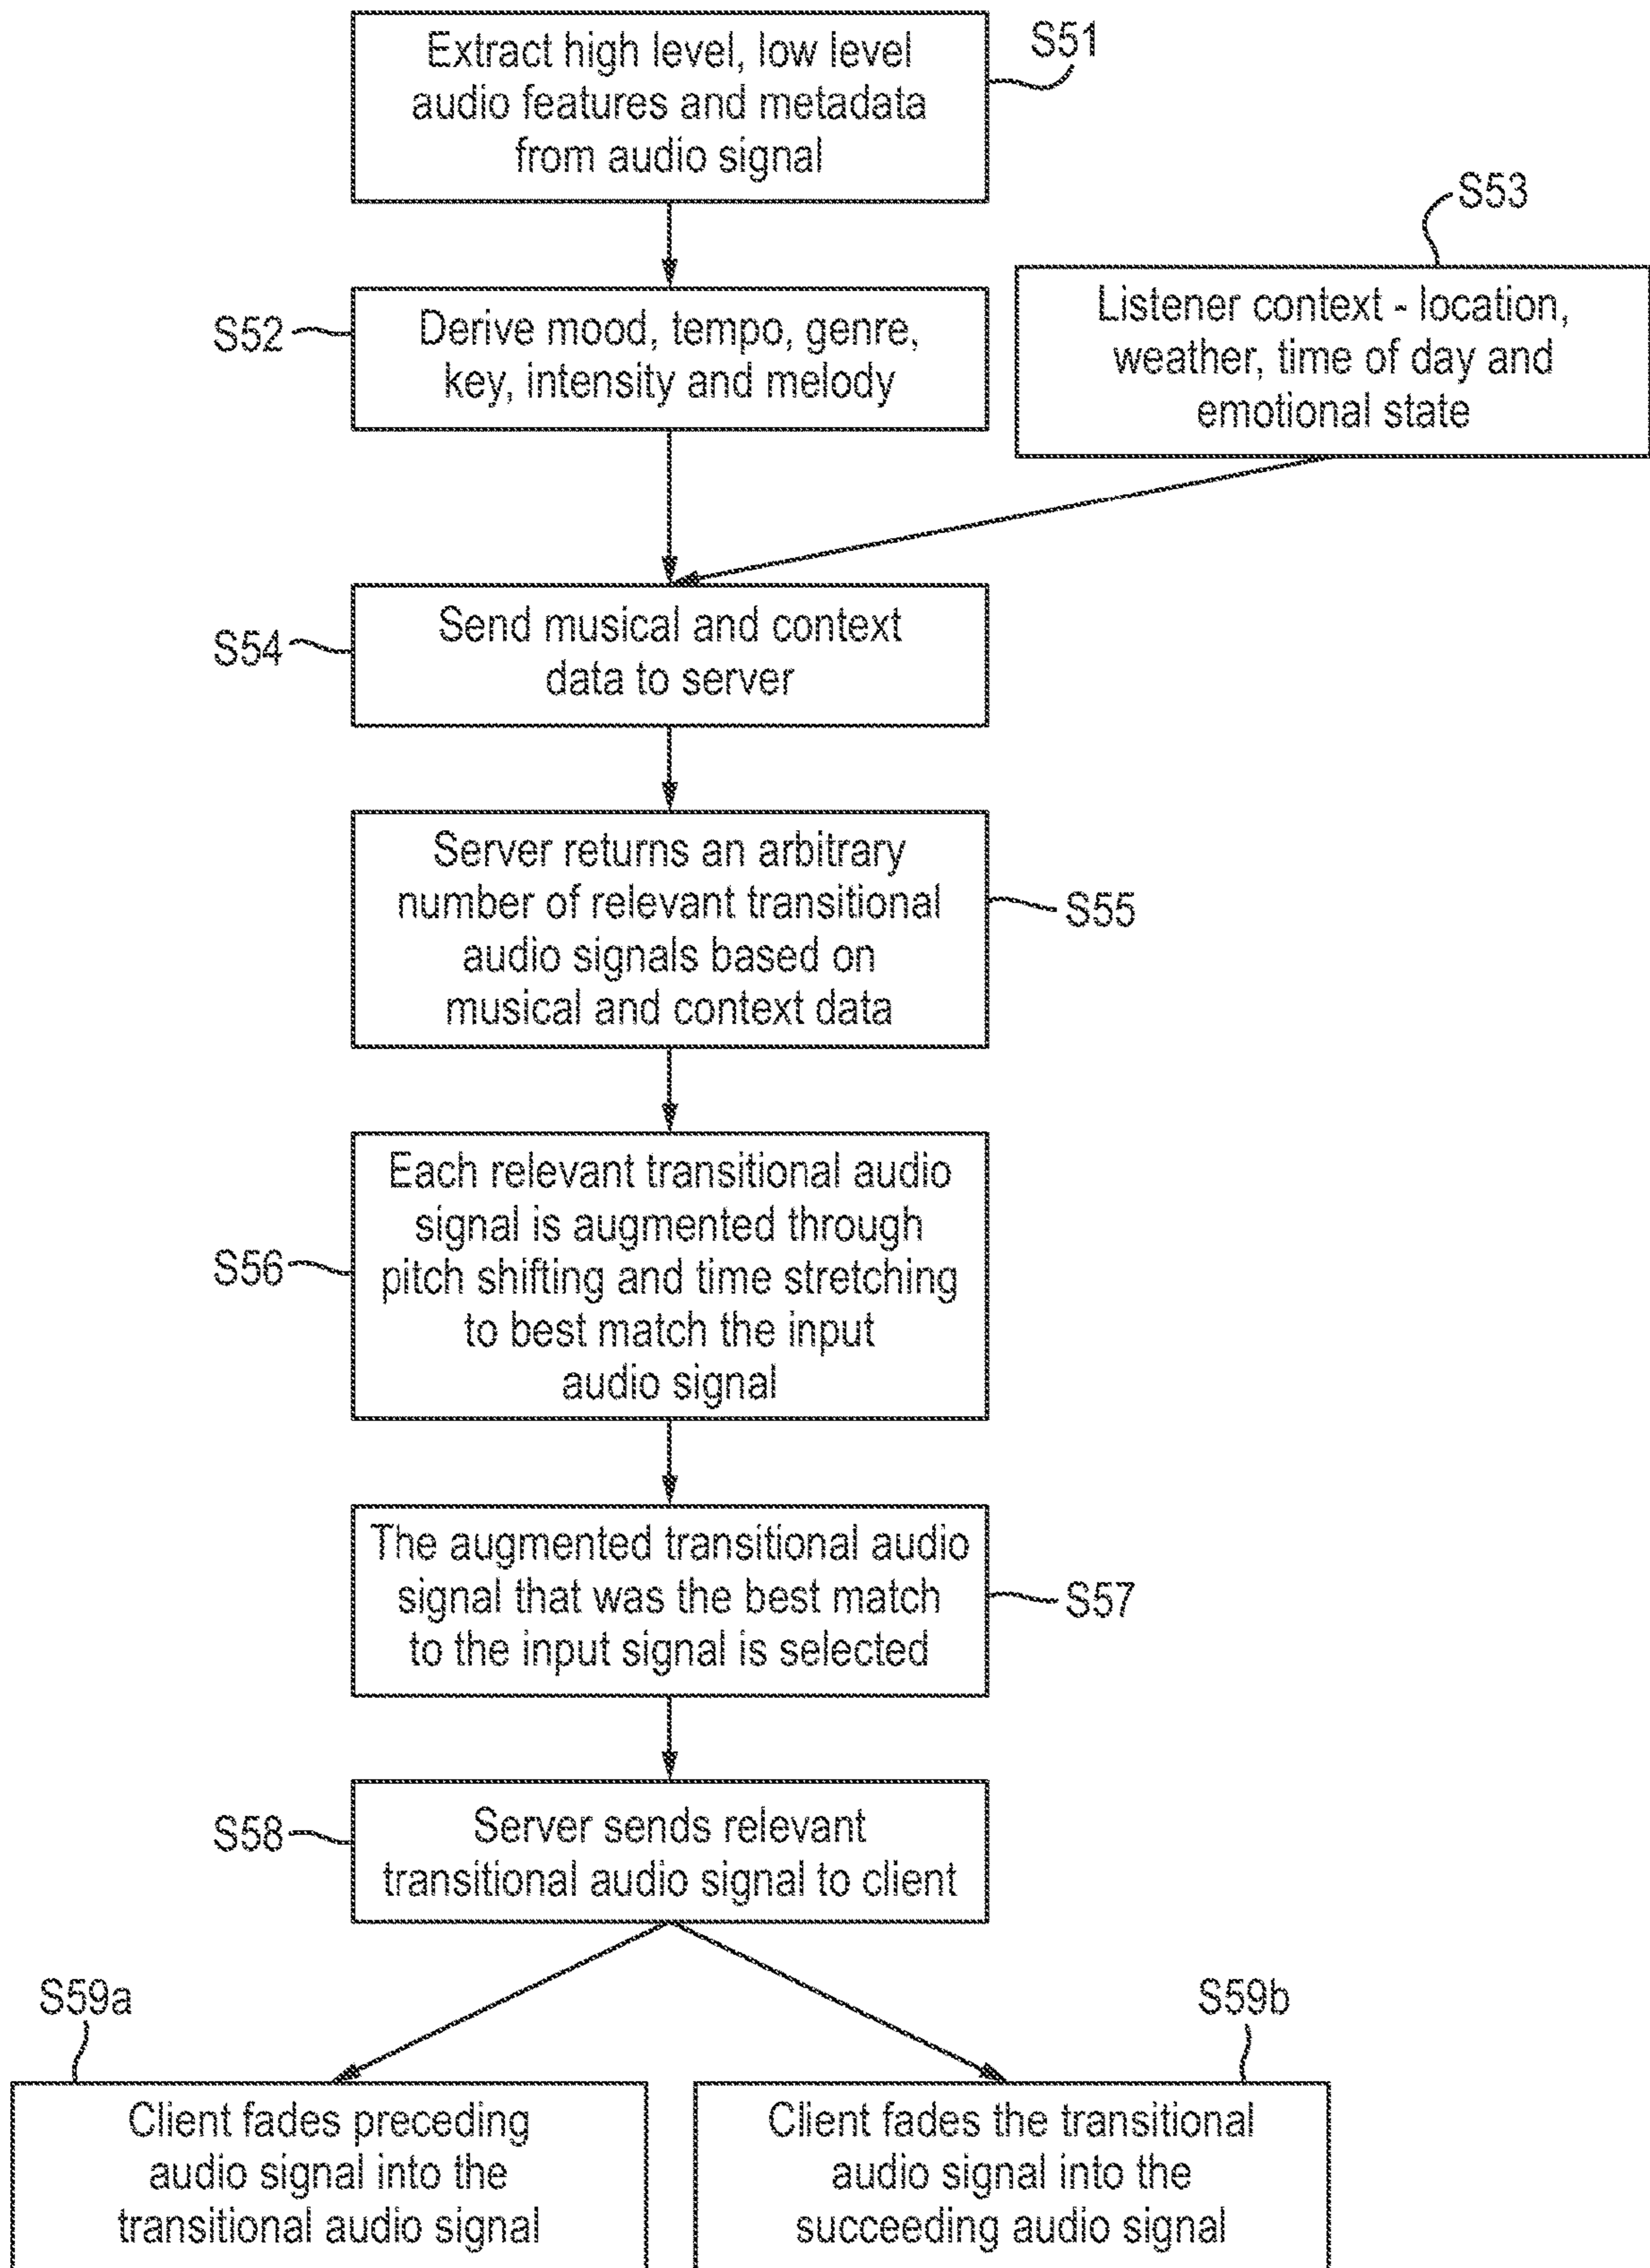 Extract high level, low level
audio features and metadata
from audio signal
S51
S53
S52
Derive mood, tempo, genre,
key, intensity and melody
Listener context - location,
weather, time of day and
emotional state
S54
Send musical and context
data to server
Server returns an arbitrary
number of relevant transitional
audio signals based on
musical and context data
S55
S56
Each relevant transitional audio
signal is augmented through
pitch shifting and time stretching
to best match the input
audio signal
The augmented transitional audio
signal that was the best match
to the input signal is selected
S57
S58
Server sends relevant
transitional audio signal to client
S59a
S59b
Client fades preceding
audio signal into the
transitional audio signal
Client fades the transitional
audio signal into the
succeeding audio signal